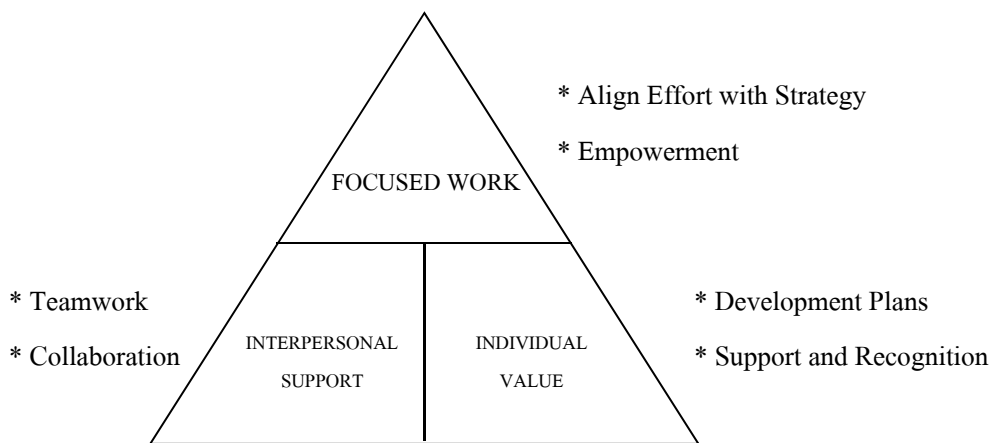 * Align Effort with Strategy
* Empowerment
FOCUSED WORK
* Teamwork
* Collaboration
INTERPERSONAL
SUPPORT
INDIVIDUAL
VALUE
* Development Plans
* Support and Recognition